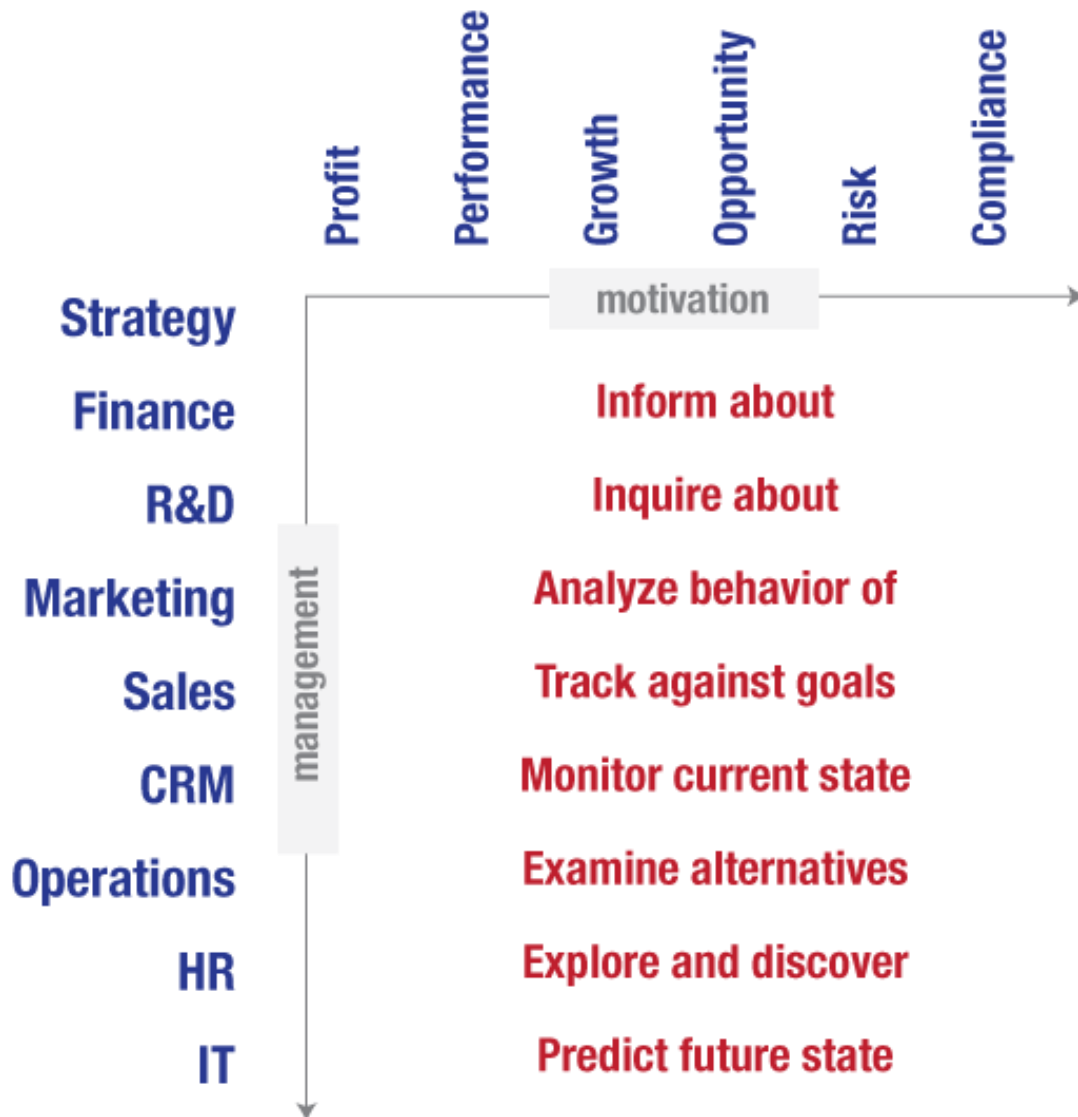 Profit
Performance
Growth
Opportunity
Risk
Compliance
motivation
Strategy
Finance
Inform about
R&D
Inquire about
Marketing
Analyze behavior of
management
Sales
Track against goals
CRM
Monitor current state
Operations
Examine alternatives
HR
Explore and discover
IT
Predict future state